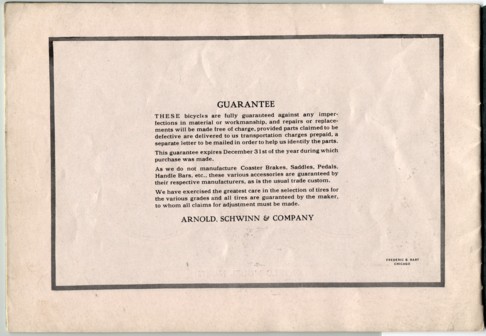 GUARANTEE
THESE bicycles are fully guaranteed against any imper-
fections in material or workmanship, and repairs or replace-
ments will be made free of charge, provided parts claimed to be
defective are delivered to us transportation charges prepaid, a
separate letter to be mailed in order to help us identify the parts.
This guarantee expires December 31st of the year during which
purchase was made.
As we do not manufacture Coaster Brakes, Saddles, Pedals,
Handle Bars, etc., these various accessories are guaranteed by
their respective manufacturers, as is the usual trade custom.
We have exercised the greatest care in the selection of tires for
the various grades and all tires are guaranteed by the maker,
to whom all claims for adjustment must be made.
ARNOLD, SCHWINN & COMPANY
CHICAGO